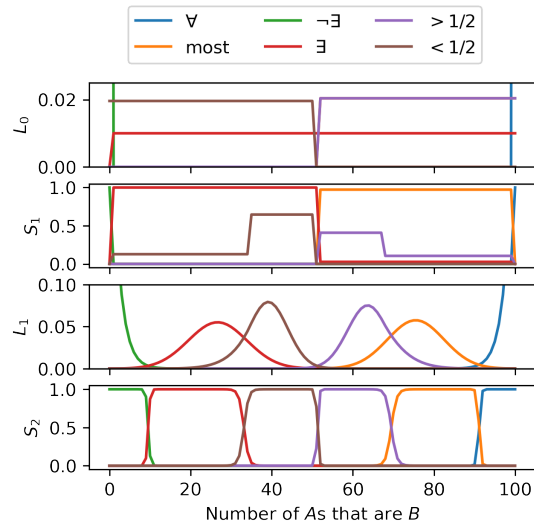 ∀ ¬∃ > 1/2
most ∃ < 1/2
0.02
0.00
L₀
1.0
0.5
0.0
S₁
0.10
0.05
0.00
L₁
1.0
0.5
0.0
S₂
0 20 40 60 80 100
Number of As that are B